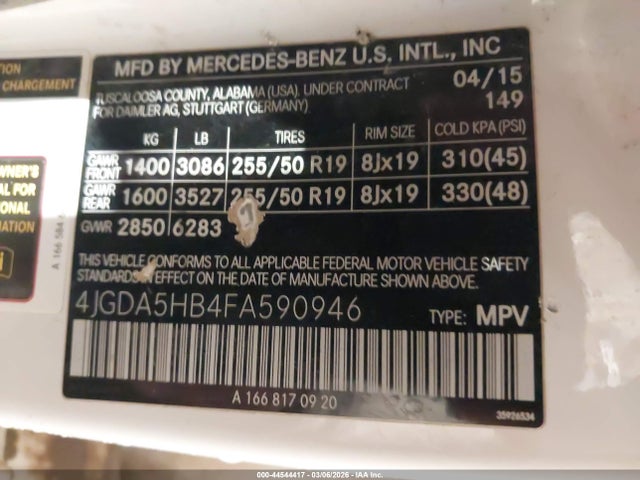 TION
CHARGEMENT
WNER'S
AL FOR
ONAL
MATION
A 166 584
MFD BY MERCEDES-BENZ U.S. INTL., INC
TUSCALOOSA COUNTY, ALABAMA (USA). UNDER CONTRACT 04/15
FOR DAIMLER AG, STUTTGART (GERMANY) 149
KG LB TIRES RIM SIZE COLD KPA(PSI)
GAWR FRONT 1400 3086 255/50 R19 8Jx19 310(45)
GAWR REAR 1600 3527 255/50 R19 8Jx19 330(48)
GVWR 2850 6283
THIS VEHICLE CONFORMS TO ALL APPLICABLE FEDERAL MOTOR VEHICLE SAFETY
STANDARDS IN EFFECT ON THE DATE OF MANUFACTURE SHOWN ABOVE.
4JGDA5HB4FA590946 TYPE: MPV
A 166 817 09 20
35926534
000-44544417 - 03/06/2026 - IAAI.COM